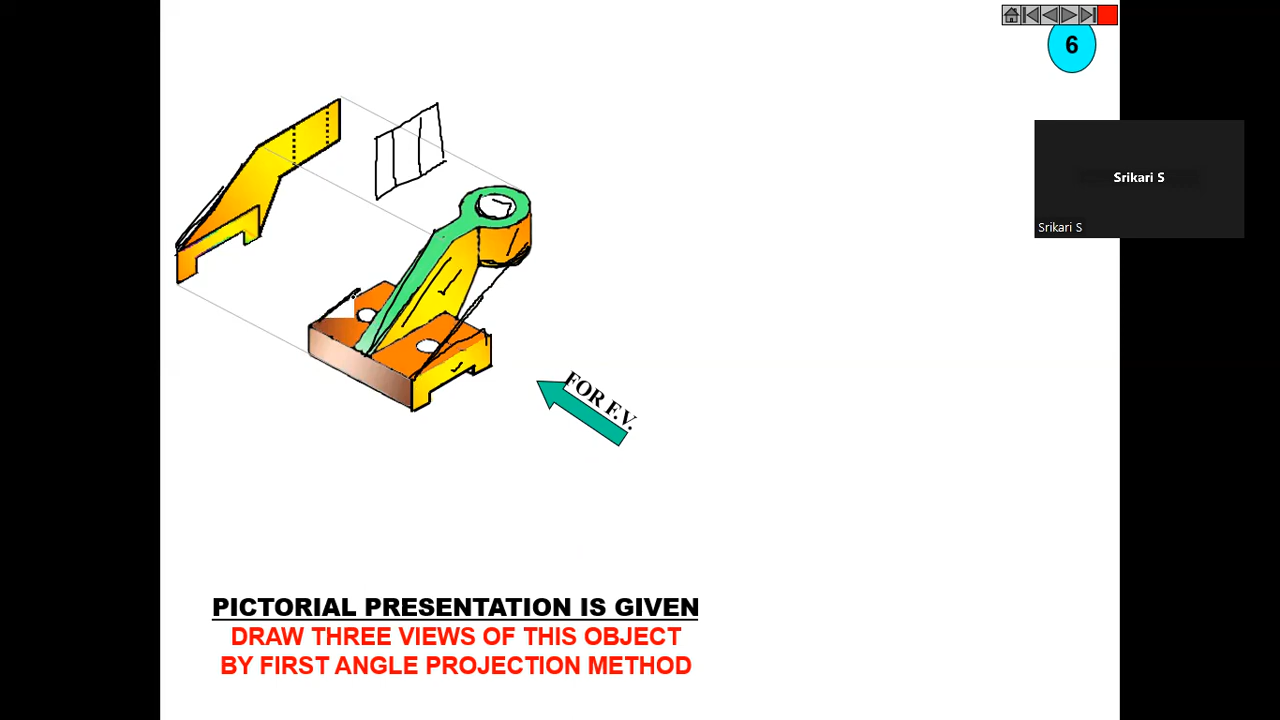 6
Srikari S
Srikari S
FOR F.V.
PICTORIAL PRESENTATION IS GIVEN
DRAW THREE VIEWS OF THIS OBJECT
BY FIRST ANGLE PROJECTION METHOD